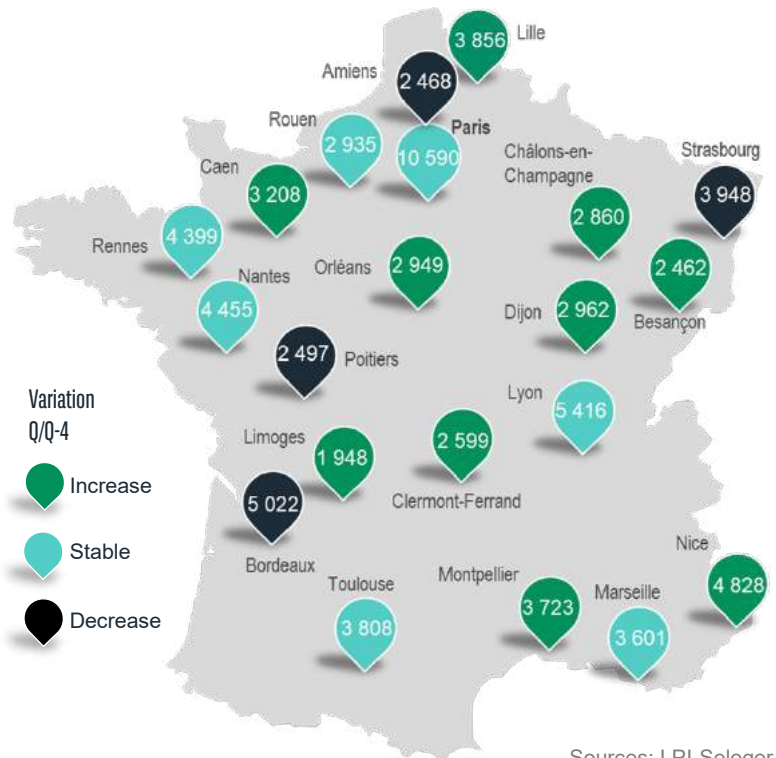 Lille
3 856
Amiens
2 468
Rouen
2 935
Paris
10 590
Châlons-en-
Champagne
2 860
Strasbourg
3 948
Caen
3 208
Rennes
4 399
Nantes
4 455
Orléans
2 949
Dijon
2 962
2 462
Besançon
2 497
Poitiers
Lyon
5 416
Variation
Q/Q-4
Increase
Stable
Decrease
Limoges
1 948
2 599
Clermont-Ferrand
5 022
Bordeaux
Toulouse
3 808
Montpellier
3 723
Marseille
3 601
Nice
4 828
Sources: LPI Seloger